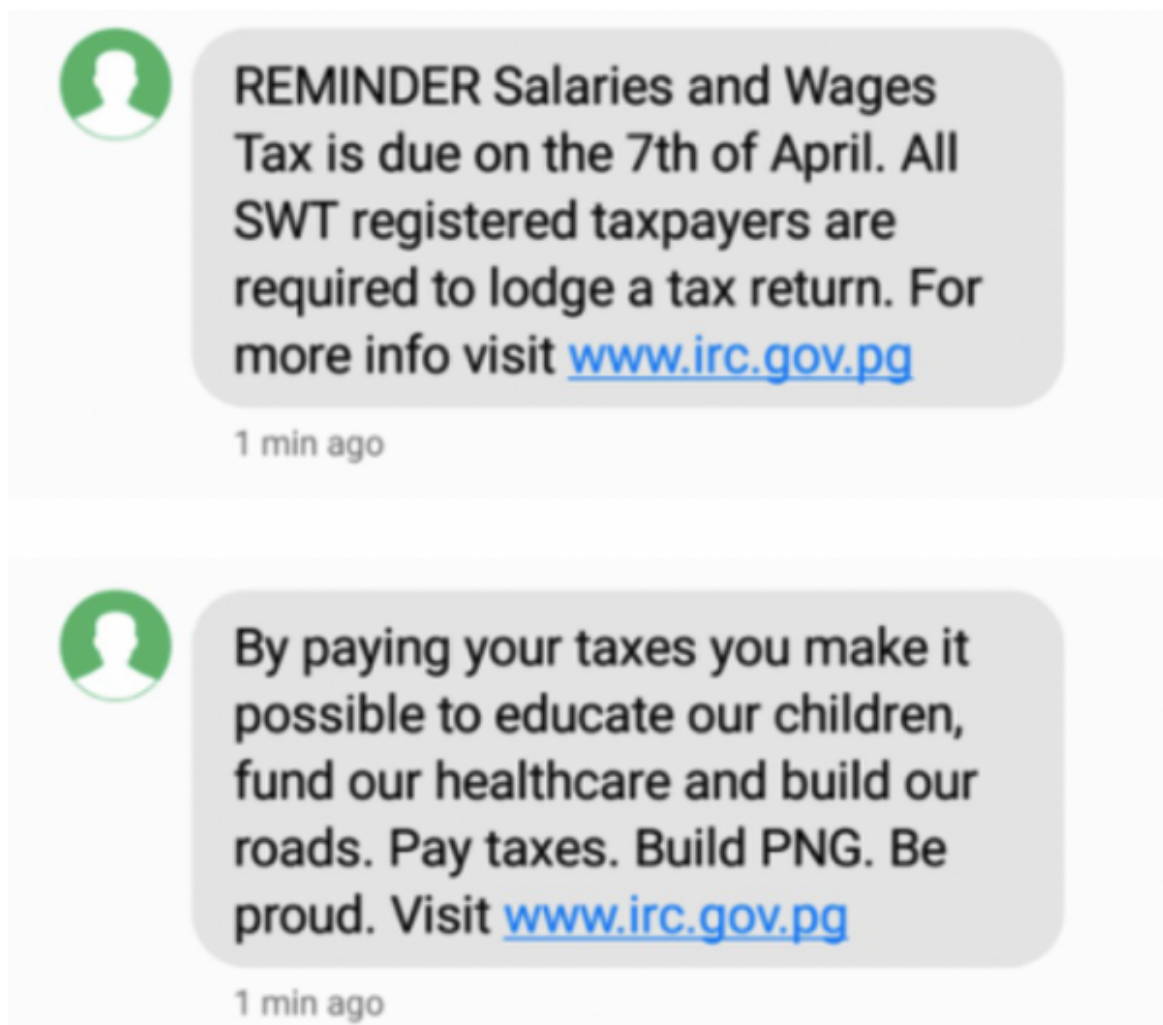 REMINDER Salaries and Wages
Tax is due on the 7th of April. All
SWT registered taxpayers are
required to lodge a tax return. For
more info visit www.irc.gov.pg
1 min ago
By paying your taxes you make it
possible to educate our children,
fund our healthcare and build our
roads. Pay taxes. Build PNG. Be
proud. Visit www.irc.gov.pg
1 min ago